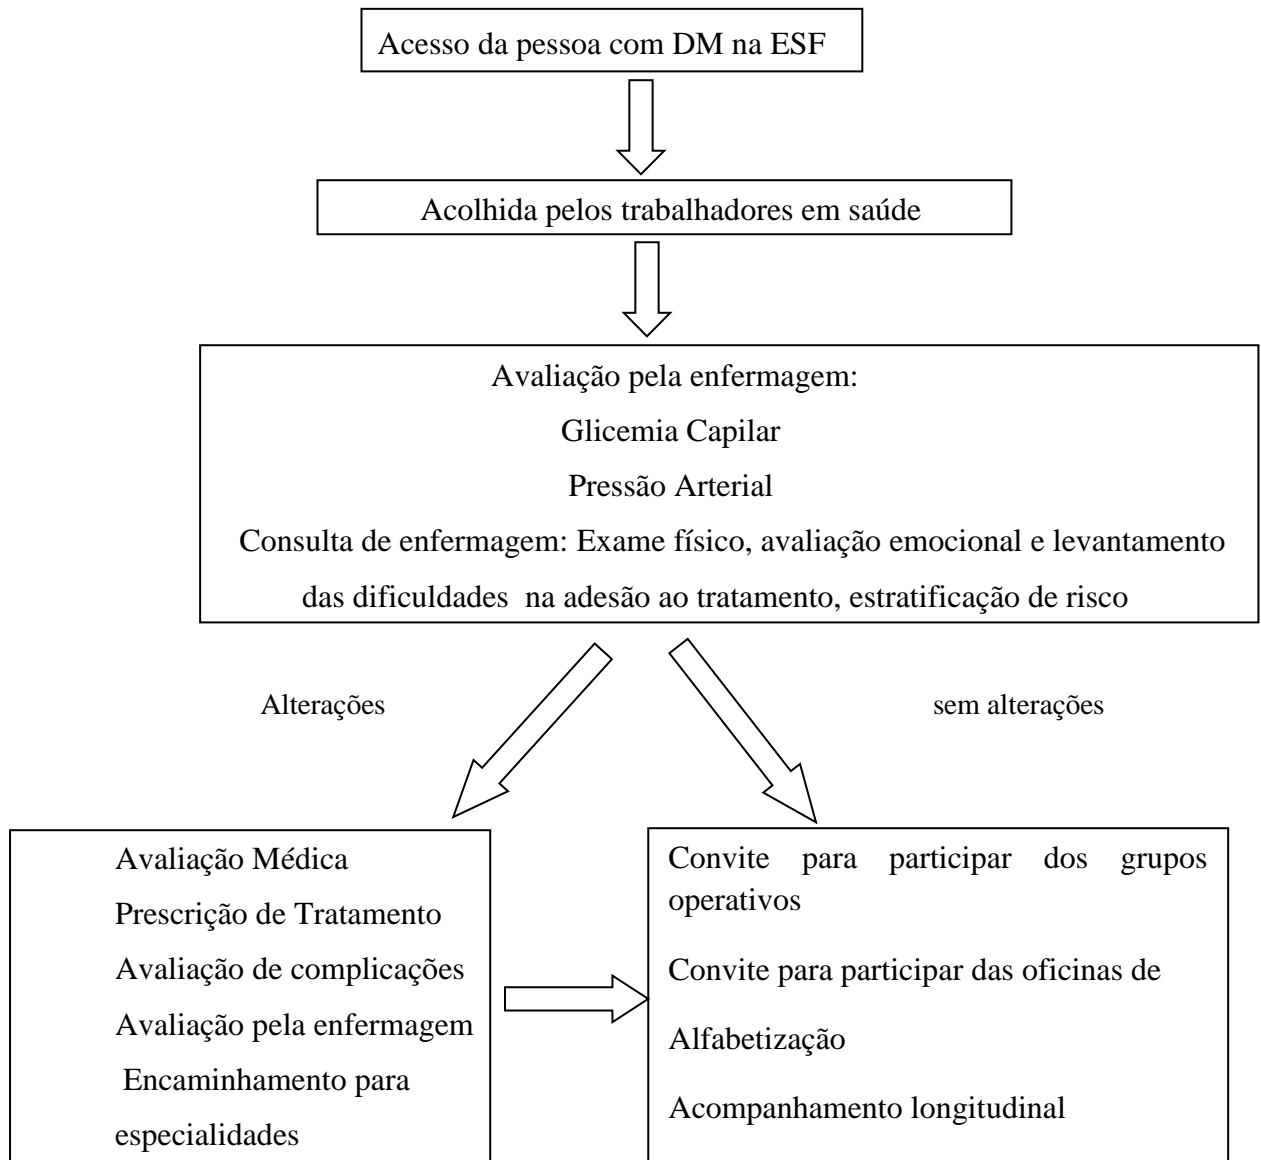 Acesso da pessoa com DM na ESF
Acolhida pelos trabalhadores em saúde
Avaliação pela enfermagem:
Glicemia Capilar
Pressão Arterial
Consulta de enfermagem: Exame físico, avaliação emocional e levantamento
das dificuldades na adesão ao tratamento, estratificação de risco
Alterações
sem alterações
Avaliação Médica
Prescrição de Tratamento
Avaliação de complicações
Avaliação pela enfermagem
Encaminhamento para
especialidades
Convite para participar dos grupos
operativos
Convite para participar das oficinas de
Alfabetização
Acompanhamento longitudinal